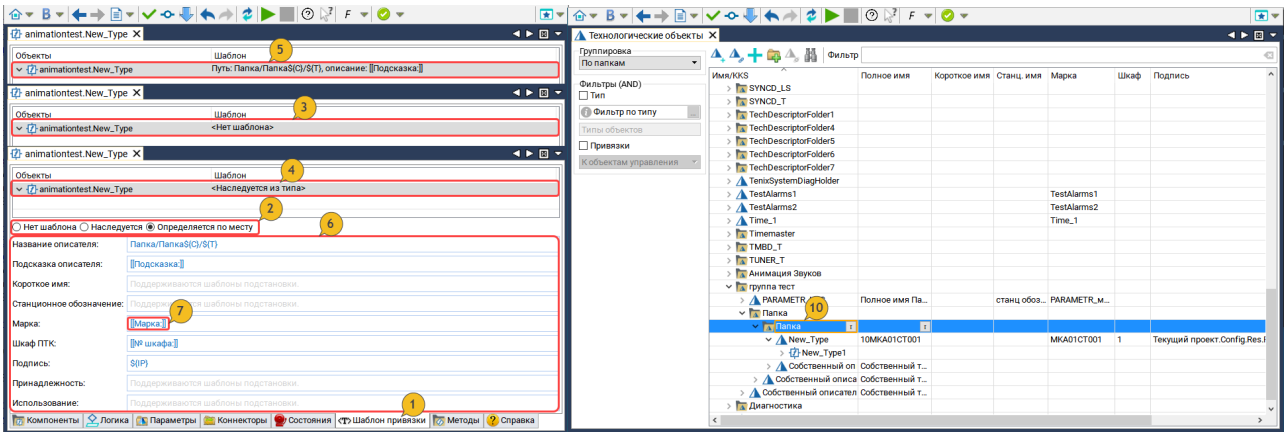 animationtest.New_Type
Объекты Шаблон
5
animationtest.New_Type Путь: Папка/Папка${C}/${T}, описание: [[Подсказка:]]
animationtest.New_Type
3
Объекты Шаблон
animationtest.New_Type <Нет шаблона>
animationtest.New_Type
4
Объекты Шаблон
animationtest.New_Type <Наследуется из типа>
2
Нет шаблона Наследуется Определяется по месту
6
Название описателя: Папка/Папка${C}/${T}
Подсказка описателя: [[Подсказка:]]
Короткое имя: Поддерживаются шаблоны подстановки.
Станционное обозначение: Поддерживаются шаблоны подстановки.
7
Марка: [[Марка:]]
Шкаф ПТК: [[№ шкафа:]]
Подпись: ${IP}
Принадлежность: Поддерживаются шаблоны подстановки.
Использование: Поддерживаются шаблоны подстановки.
1
Компоненты Логика Параметры Коннекторы Состояния <T> Шаблон привязки Методы Справка
Технологические объекты
Группировка
По папкам
Фильтр
Фильтры (AND)
Тип
Фильтр по типу ...
Типы объектов
Привязки
К объектам управления
Имя/KKS Полное имя Короткое имя Станц. имя Марка Шкаф Подпись
SYNCD_LS
SYNCD_T
TechDescriptorFolder1
TechDescriptorFolder4
TechDescriptorFolder5
TechDescriptorFolder6
TechDescriptorFolder7
TenixSystemDiagHolder
TestAlarms1 TestAlarms1
TestAlarms2 TestAlarms2
Time_1 Time_1
Timemaster
TMBD_T
TUNER_T
Анимация Звуков
группа тест
PARAMETR Полное имя Па... станц обоз... PARAMETR_м...
10
Папка
Папка
New_Type 10MKA01CT001 MKA01CT001 1 Текущий проект.Config.Res.
New_Type1
Собственный оп Собственный т...
Собственный описа Собственный т...
Собственный описател Собственный т...
Диагностика